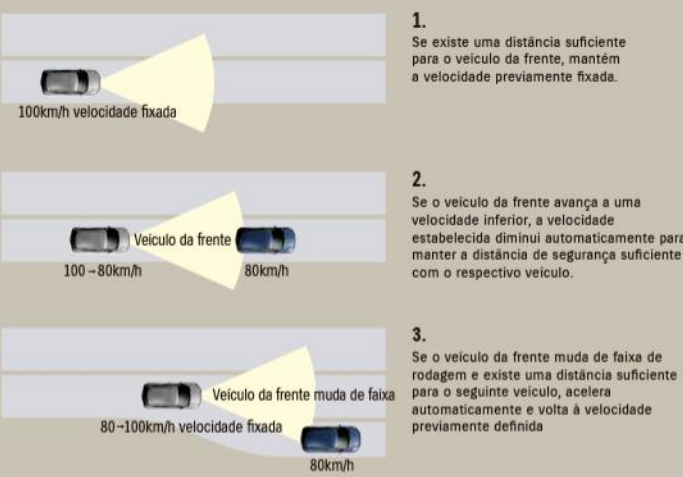 1.
Se existe uma distância suficiente
para o veículo da frente, mantém
a velocidade previamente fixada.
100km/h velocidade fixada
2.
Se o veículo da frente avança a uma
velocidade inferior, a velocidade
estabelecida diminui automaticamente para
manter a distância de segurança suficiente
com o respectivo veículo.
Veículo da frente
100→80km/h
80km/h
3.
Se o veículo da frente muda de faixa de
rodagem e existe uma distância suficiente
para o seguinte veículo, acelera
automaticamente e volta à velocidade
previamente definida
Veículo da frente muda de faixa
80→100km/h velocidade fixada
80km/h